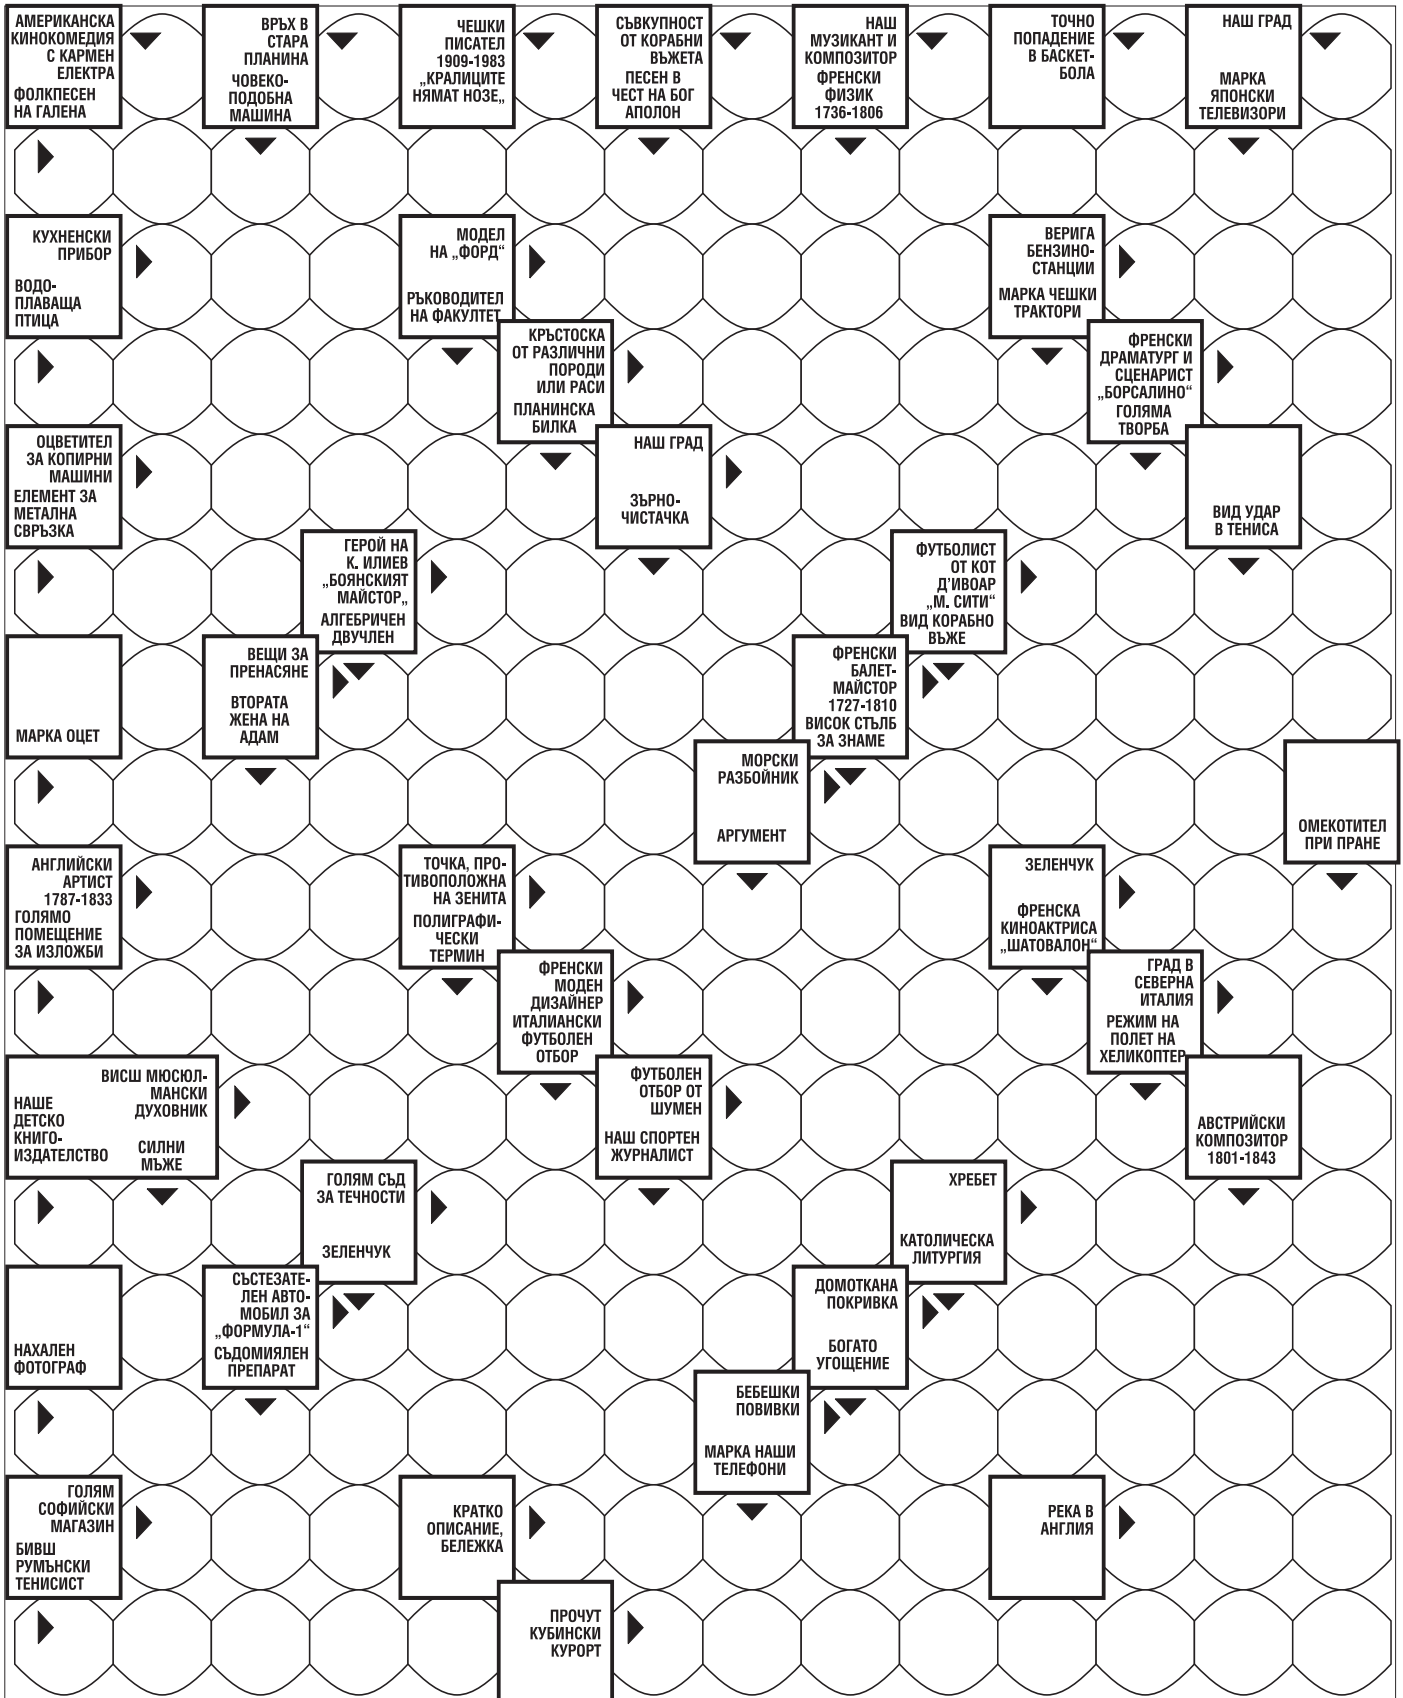 АМЕРИКАНСКА
КИНОКОМЕДИЯ
С КАРМЕН
ЕЛЕКТРА
ФОЛКПЕСЕН
НА ГАЛЕНА
ВРЪХ В
СТАРА
ПЛАНИНА
ЧОВЕКО-
ПОДОБНА
МАШИНА
ЧЕШКИ
ПИСАТЕЛ
1909-1983
„КРАЛИЦИТЕ
НЯМАТ НОЗЕ„
СЪВКУПНОСТ
ОТ КОРАБНИ
ВЪЖЕТА
ПЕСЕН В
ЧЕСТ НА БОГ
АПОЛОН
НАШ
МУЗИКАНТ И
КОМПОЗИТОР
ФРЕНСКИ
ФИЗИК
1736-1806
ТОЧНО
ПОПАДЕНИЕ
В БАСКЕТ-
БОЛА
НАШ ГРАД
МАРКА
ЯПОНСКИ
ТЕЛЕВИЗОРИ
КУХНЕНСКИ
ПРИБОР
ВОДО-
ПЛАВАЩА
ПТИЦА
МОДЕЛ
НА „ФОРД“
РЪКОВОДИТЕЛ
НА ФАКУЛТЕТ
ВЕРИГА
БЕНЗИНО-
СТАНЦИИ
МАРКА ЧЕШКИ
ТРАКТОРИ
КРЪСТОСКА
ОТ РАЗЛИЧНИ
ПОРОДИ
ИЛИ РАСИ
ПЛАНИНСКА
БИЛКА
ФРЕНСКИ
ДРАМАТУРГ И
СЦЕНАРИСТ
„БОРСАЛИНО“
ГОЛЯМА
ТВОРБА
ОЦВЕТИТЕЛ
ЗА КОПИРНИ
МАШИНИ
ЕЛЕМЕНТ ЗА
МЕТАЛНА
СВРЪЗКА
НАШ ГРАД
ЗЪРНО-
ЧИСТАЧКА
ВИД УДАР
В ТЕНИСА
ГЕРОЙ НА
К. ИЛИЕВ
„БОЯНСКИЯТ
МАЙСТОР„
АЛГЕБРИЧЕН
ДВУЧЛЕН
ФУТБОЛИСТ
ОТ КОТ
Д'ИВОАР
„М. СИТИ“
ВИД КОРАБНО
ВЪЖЕ
МАРКА ОЦЕТ
ВЕЩИ ЗА
ПРЕНАСЯНЕ
ВТОРАТА
ЖЕНА НА
АДАМ
ФРЕНСКИ
БАЛЕТ-
МАЙСТОР
1727-1810
ВИСОК СТЪЛБ
ЗА ЗНАМЕ
МОРСКИ
РАЗБОЙНИК
АРГУМЕНТ
ОМЕКОТИТЕЛ
ПРИ ПРАНЕ
АНГЛИЙСКИ
АРТИСТ
1787-1833
ГОЛЯМО
ПОМЕЩЕНИЕ
ЗА ИЗЛОЖБИ
ТОЧКА, ПРО-
ТИВОПОЛОЖНА
НА ЗЕНИТА
ПОЛИГРАФИ-
ЧЕСКИ
ТЕРМИН
ЗЕЛЕНЧУК
ФРЕНСКА
КИНОАКТРИСА
„ШАТОВАЛОН“
ФРЕНСКИ
МОДЕН
ДИЗАЙНЕР
ИТАЛИАНСКИ
ФУТБОЛЕН
ОТБОР
ГРАД В
СЕВЕРНА
ИТАЛИЯ
РЕЖИМ НА
ПОЛЕТ НА
ХЕЛИКОПТЕР
ВИСШ МЮСЮЛ-
МАНСКИ
ДУХОВНИК
НАШЕ
ДЕТСКО
КНИГО-
ИЗДАТЕЛСТВО
СИЛНИ
МЪЖЕ
ФУТБОЛЕН
ОТБОР ОТ
ШУМЕН
НАШ СПОРТЕН
ЖУРНАЛИСТ
АВСТРИЙСКИ
КОМПОЗИТОР
1801-1843
ГОЛЯМ СЪД
ЗА ТЕЧНОСТИ
ЗЕЛЕНЧУК
ХРЕБЕТ
КАТОЛИЧЕСКА
ЛИТУРГИЯ
НАХАЛЕН
ФОТОГРАФ
СЪСТЕЗАТЕ-
ЛЕН АВТО-
МОБИЛ ЗА
„ФОРМУЛА-1“
СЪДОМИЯЛЕН
ПРЕПАРАТ
ДОМОТКАНА
ПОКРИВКА
БОГАТО
УГОЩЕНИЕ
БЕБЕШКИ
ПОВИВКИ
МАРКА НАШИ
ТЕЛЕФОНИ
ГОЛЯМ
СОФИЙСКИ
МАГАЗИН
БИВШ
РУМЪНСКИ
ТЕНИСИСТ
КРАТКО
ОПИСАНИЕ,
БЕЛЕЖКА
РЕКА В
АНГЛИЯ
ПРОЧУТ
КУБИНСКИ
КУРОРТ